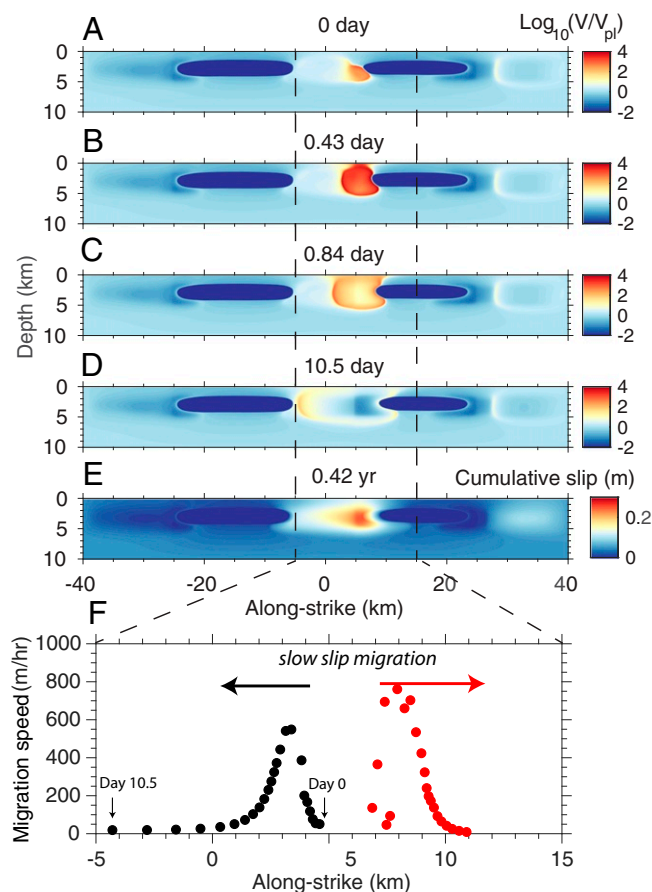 A
0 day
Log10(V/Vpl)
0
5
10
4
2
0
-2
B
0.43 day
0
5
10
4
2
0
-2
C
0.84 day
0
5
10
4
2
0
-2
Depth (km)
D
10.5 day
0
5
10
4
2
0
-2
E
0.42 yr
Cumulative slip (m)
0
5
10
0.2
0
-40 -20 0 20 40
Along-strike (km)
F
1000
800
600
400
200
0
Migration speed (m/hr)
slow slip migration
Day 10.5
Day 0
-5 0 5 10 15
Along-strike (km)